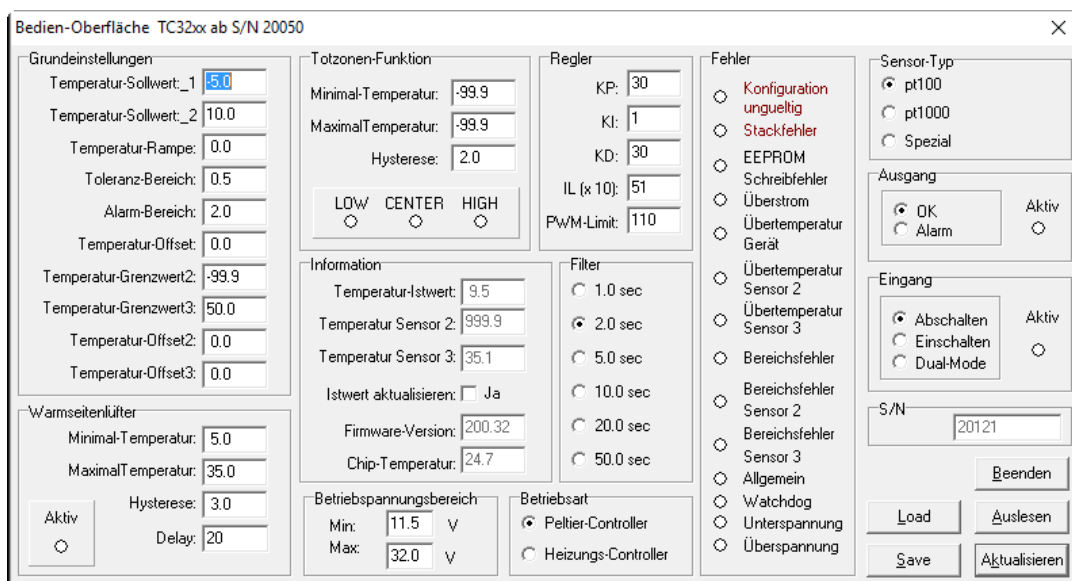 Bedien-Oberfläche TC32xx ab S/N 20050
Grundeinstellungen
Temperatur-Sollwert:_1 -5.0
Temperatur-Sollwert:_2 10.0
Temperatur-Rampe: 0.0
Toleranz-Bereich: 0.5
Alarm-Bereich: 2.0
Temperatur-Offset: 0.0
Temperatur-Grenzwert2: -99.9
Temperatur-Grenzwert3: 50.0
Temperatur-Offset2: 0.0
Temperatur-Offset3: 0.0
Warmseitenlüfter
Minimal-Temperatur: 5.0
MaximalTemperatur: 35.0
Hysterese: 3.0
Delay: 20
Aktiv
Totzonen-Funktion
Minimal-Temperatur: -99.9
MaximalTemperatur: -99.9
Hysterese: 2.0
LOW CENTER HIGH
Regler
KP: 30
KI: 1
KD: 30
IL (x 10): 51
PWM-Limit: 110
Information
Temperatur-Istwert: 9.5
Temperatur Sensor 2: 999.9
Temperatur Sensor 3: 35.1
Istwert aktualisieren: Ja
Firmware-Version: 200.32
Chip-Temperatur: 24.7
Filter
1.0 sec
2.0 sec
5.0 sec
10.0 sec
20.0 sec
50.0 sec
Betriebspannungsbereich
Min: 11.5 V
Max: 32.0 V
Betriebsart
Peltier-Controller
Heizungs-Controller
Fehler
Konfiguration
ungueltig
Stackfehler
EEPROM
Schreibfehler
Überstrom
Übertemperatur
Gerät
Übertemperatur
Sensor 2
Übertemperatur
Sensor 3
Bereichsfehler
Bereichsfehler
Sensor 2
Bereichsfehler
Sensor 3
Allgemein
Watchdog
Unterspannung
Überspannung
Sensor-Typ
pt100
pt1000
Spezial
Ausgang
OK
Alarm
Aktiv
Eingang
Abschalten
Einschalten
Dual-Mode
Aktiv
S/N
20121
Beenden
Load
Auslesen
Save
Aktualisieren